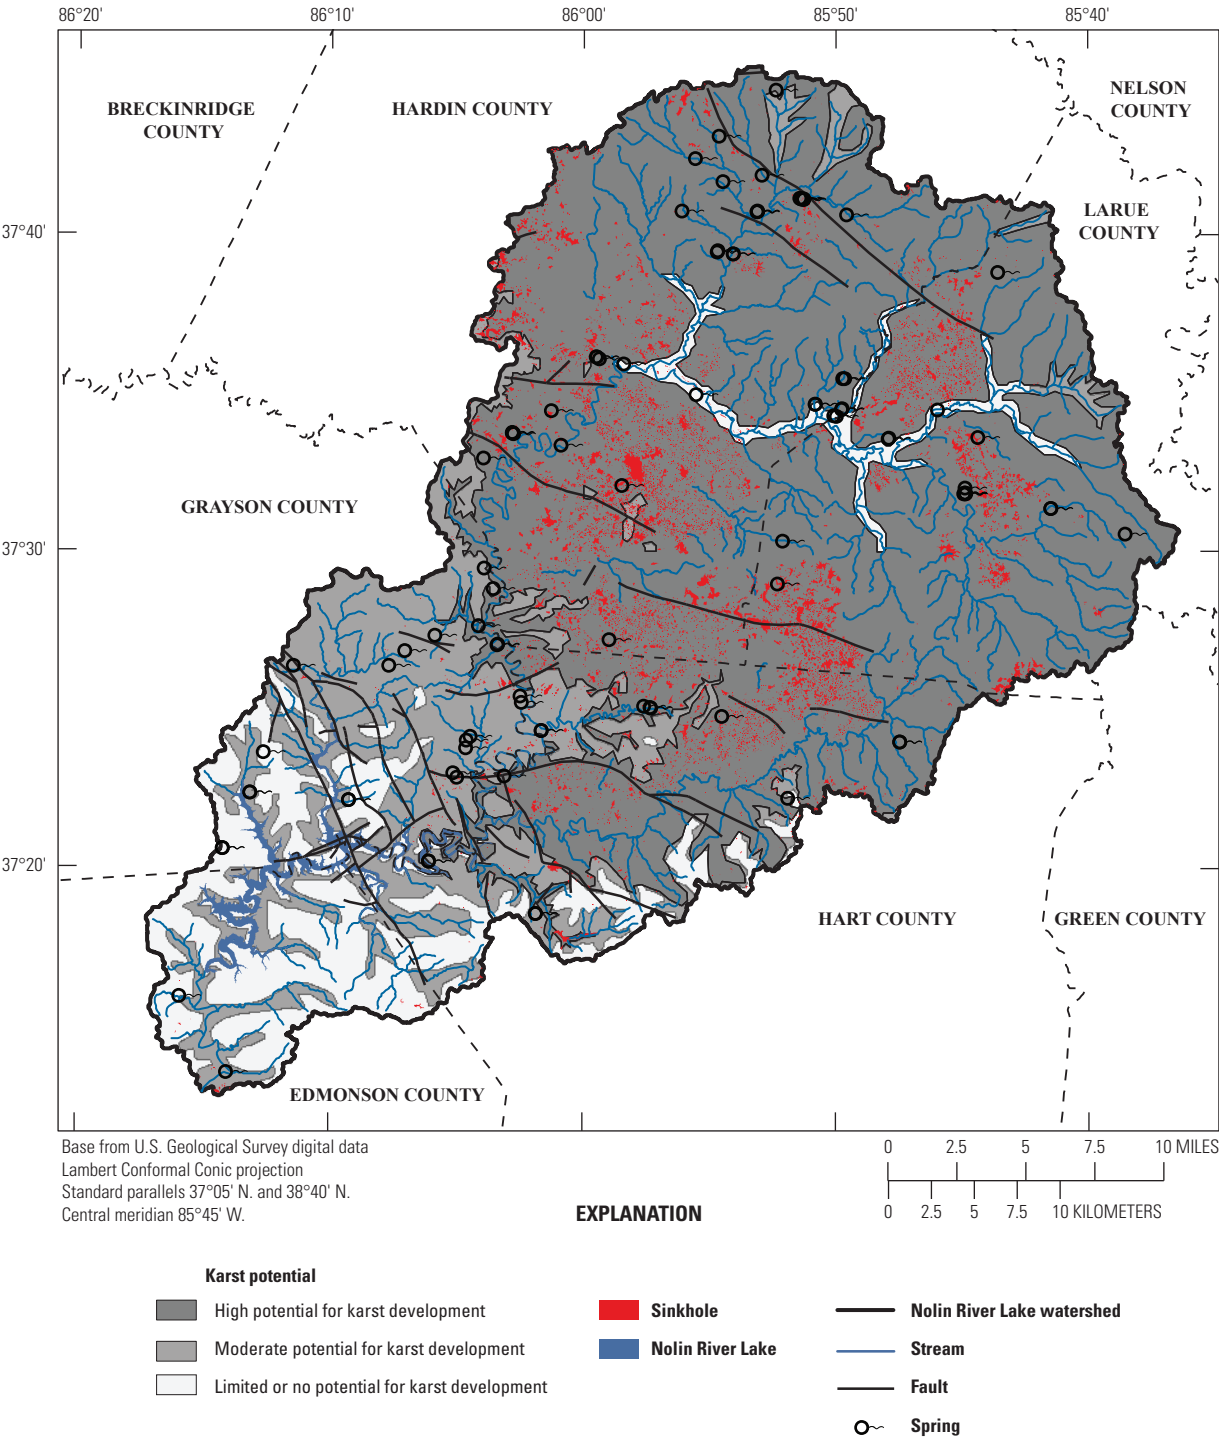 86°20' 86°10' 86°00' 85°50' 85°40'
BRECKINRIDGE
COUNTY
HARDIN COUNTY
NELSON
COUNTY
LARUE
COUNTY
37°40'
GRAYSON COUNTY
37°30'
37°20'
HART COUNTY
GREEN COUNTY
EDMONSON COUNTY
Base from U.S. Geological Survey digital data
Lambert Conformal Conic projection
Standard parallels 37°05' N. and 38°40' N.
Central meridian 85°45' W.
0 2.5 5 7.5 10 MILES
0 2.5 5 7.5 10 KILOMETERS
EXPLANATION
Karst potential
High potential for karst development
Moderate potential for karst development
Limited or no potential for karst development
Sinkhole
Nolin River Lake
Nolin River Lake watershed
Stream
Fault
Spring